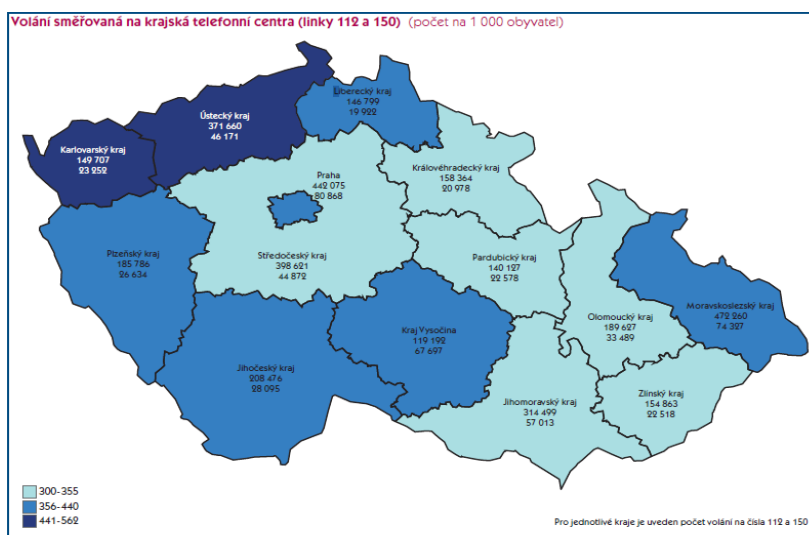 Volání směřovaná na krajská telefonní centra (linky 112 a 150) (počet na 1 000 obyvatel)
Liberecký kraj
146 799
19 922
Ústecký kraj
371 660
46 171
Karlovarský kraj
149 707
23 252
Praha
442 075
80 868
Královéhradecký kraj
158 364
20 978
Plzeňský kraj
185 786
26 634
Středočeský kraj
398 621
44 872
Pardubický kraj
140 127
22 578
Moravskoslezský kraj
472 260
74 327
Olomoucký kraj
189 627
33 489
Kraj Vysočina
119 192
67 697
Jihočeský kraj
208 476
28 095
Jihomoravský kraj
314 499
57 013
Zlínský kraj
154 863
22 518
300-355
356-440
441-562
Pro jednotlivé kraje je uveden počet volání na čísla 112 a 150